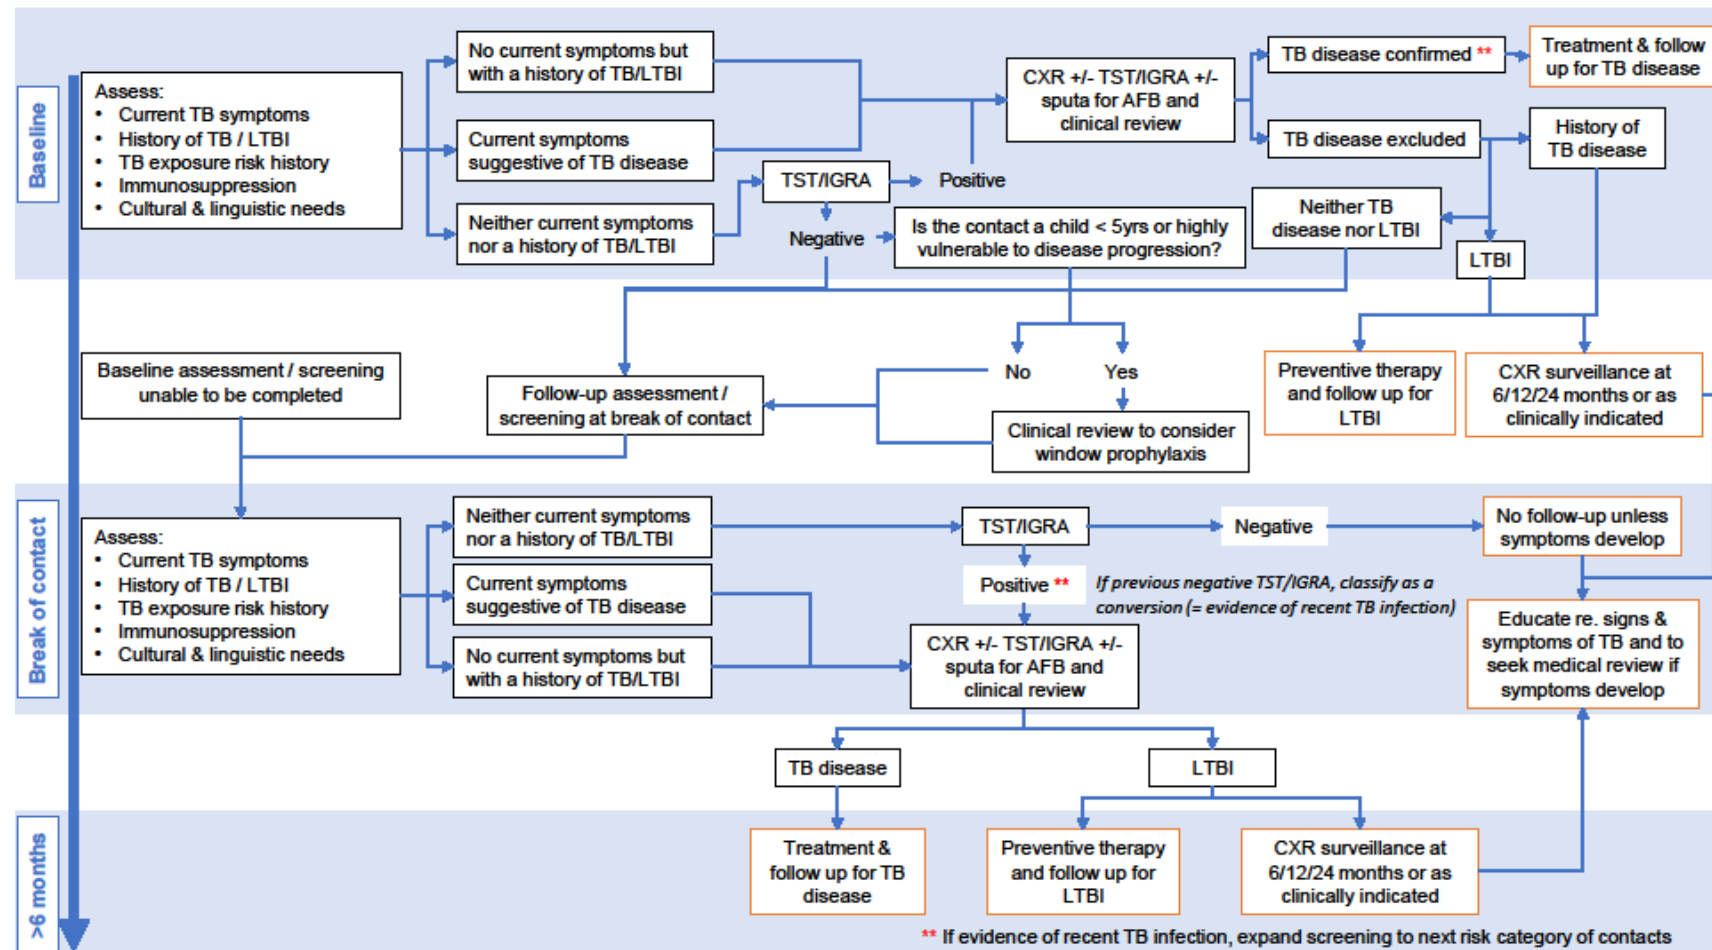 Baseline
Assess:
• Current TB symptoms
• History of TB / LTBI
• TB exposure risk history
• Immunosuppression
• Cultural & linguistic needs
No current symptoms but
with a history of TB/LTBI
Current symptoms
suggestive of TB disease
Neither current symptoms
nor a history of TB/LTBI
TST/IGRA
Positive
Negative
Is the contact a child < 5yrs or highly
vulnerable to disease progression?
CXR +/- TST/IGRA +/-
sputa for AFB and
clinical review
TB disease confirmed **
Treatment & follow
up for TB disease
TB disease excluded
History of
TB disease
Neither TB
disease nor LTBI
LTBI
No
Yes
Baseline assessment / screening
unable to be completed
Follow-up assessment /
screening at break of contact
Clinical review to consider
window prophylaxis
Preventive therapy
and follow up for
LTBI
CXR surveillance at
6/12/24 months or as
clinically indicated
Break of contact
Assess:
• Current TB symptoms
• History of TB / LTBI
• TB exposure risk history
• Immunosuppression
• Cultural & linguistic needs
Neither current symptoms
nor a history of TB/LTBI
Current symptoms
suggestive of TB disease
No current symptoms but
with a history of TB/LTBI
TST/IGRA
Negative
No follow-up unless
symptoms develop
Positive **
If previous negative TST/IGRA, classify as a
conversion (= evidence of recent TB infection)
CXR +/- TST/IGRA +/-
sputa for AFB and
clinical review
Educate re. signs &
symptoms of TB and to
seek medical review if
symptoms develop
TB disease
LTBI
>6 months
Treatment &
follow up for TB
disease
Preventive therapy
and follow up for
LTBI
CXR surveillance at
6/12/24 months or as
clinically indicated
** If evidence of recent TB infection, expand screening to next risk category of contacts